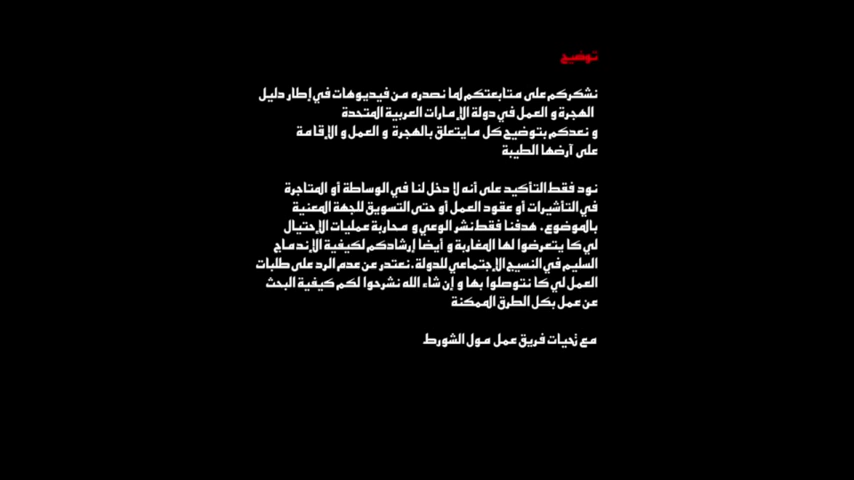 توضيح
نشكركم على متابعتكم لما نصدره من فيديوهات في إطار دليل
الهجرة و العمل في دولة الإمارات العربية المتحدة
و نعدكم بتوضيح كل مايتعلق بالهجرة و العمل و الإقامة
على أرضها الطيبة
نود فقط التأكيد على أنه لا دخل لنا في الوساطة أو المتاجرة
في التأشيرات أو عقود العمل أو حتى التسويق للجهة المعنية
بالموضوع. هدفنا فقط نشر الوعي و محاربة عمليات الإحتيال
لي كا يتعرضوا لها المغاربة و أيضا إرشادكم لكيفية الإندماج
السليم في النسيج الإجتماعي للدولة.نعتدر عن عدم الرد على طلبات
العمل لي كا نتوصلوا بها و إن شاء الله نشرحوا لكم كيفية البحث
عن عمل بكل الطرق الممكنة
مع تحيات فريق عمل مول الشورط